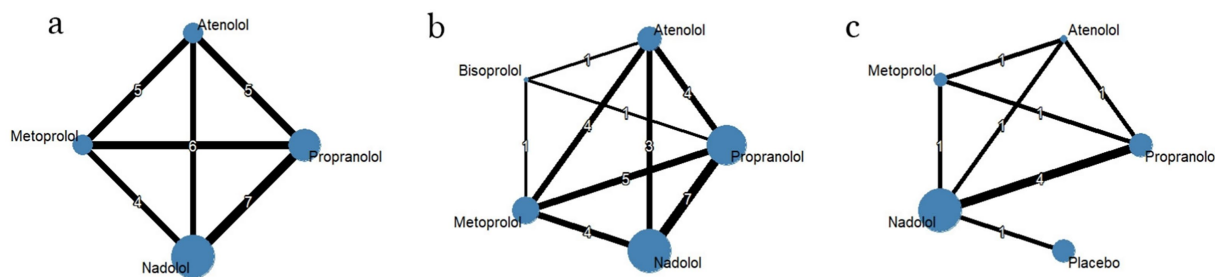 a
Atenolol
5
5
Metoprolol
6
Propranolol
4
7
Nadolol
b
Atenolol
Bisoprolol
1
4
1
4
1
3
Propranolol
5
Metoprolol
7
4
Nadolol
c
Atenolol
Metoprolol
1
1
1
1
1
Propranolo
4
Nadolol
1
Placebo